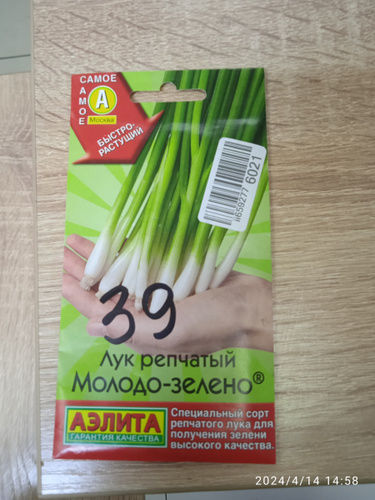 САМОЕ
САМОЕ
А
Москва
БЫСТРО-
РАСТУЩИЙ
ii659277 6021
39
Лук репчатый
Молодо-зелено®
АЭЛИТА
ГАРАНТИЯ КАЧЕСТВА
Специальный сорт
репчатого лука для
получения зелени
высокого качества.
2024/4/14 14:58